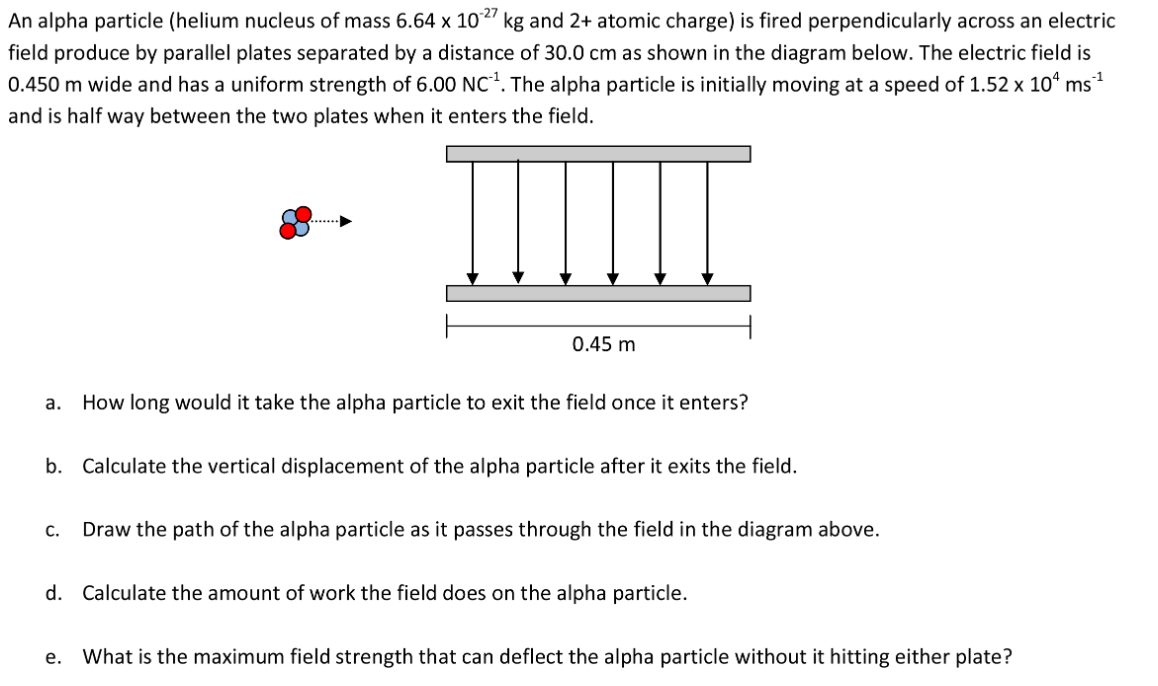 An alpha particle (helium nucleus of mass 6.64 x 10⁻²⁷ kg and 2+ atomic charge) is fired perpendicularly across an electric
field produce by parallel plates separated by a distance of 30.0 cm as shown in the diagram below. The electric field is
0.450 m wide and has a uniform strength of 6.00 NC⁻¹. The alpha particle is initially moving at a speed of 1.52 x 10⁴ ms⁻¹
and is half way between the two plates when it enters the field.
0.45 m
a. How long would it take the alpha particle to exit the field once it enters?
b. Calculate the vertical displacement of the alpha particle after it exits the field.
c. Draw the path of the alpha particle as it passes through the field in the diagram above.
d. Calculate the amount of work the field does on the alpha particle.
e. What is the maximum field strength that can deflect the alpha particle without it hitting either plate?